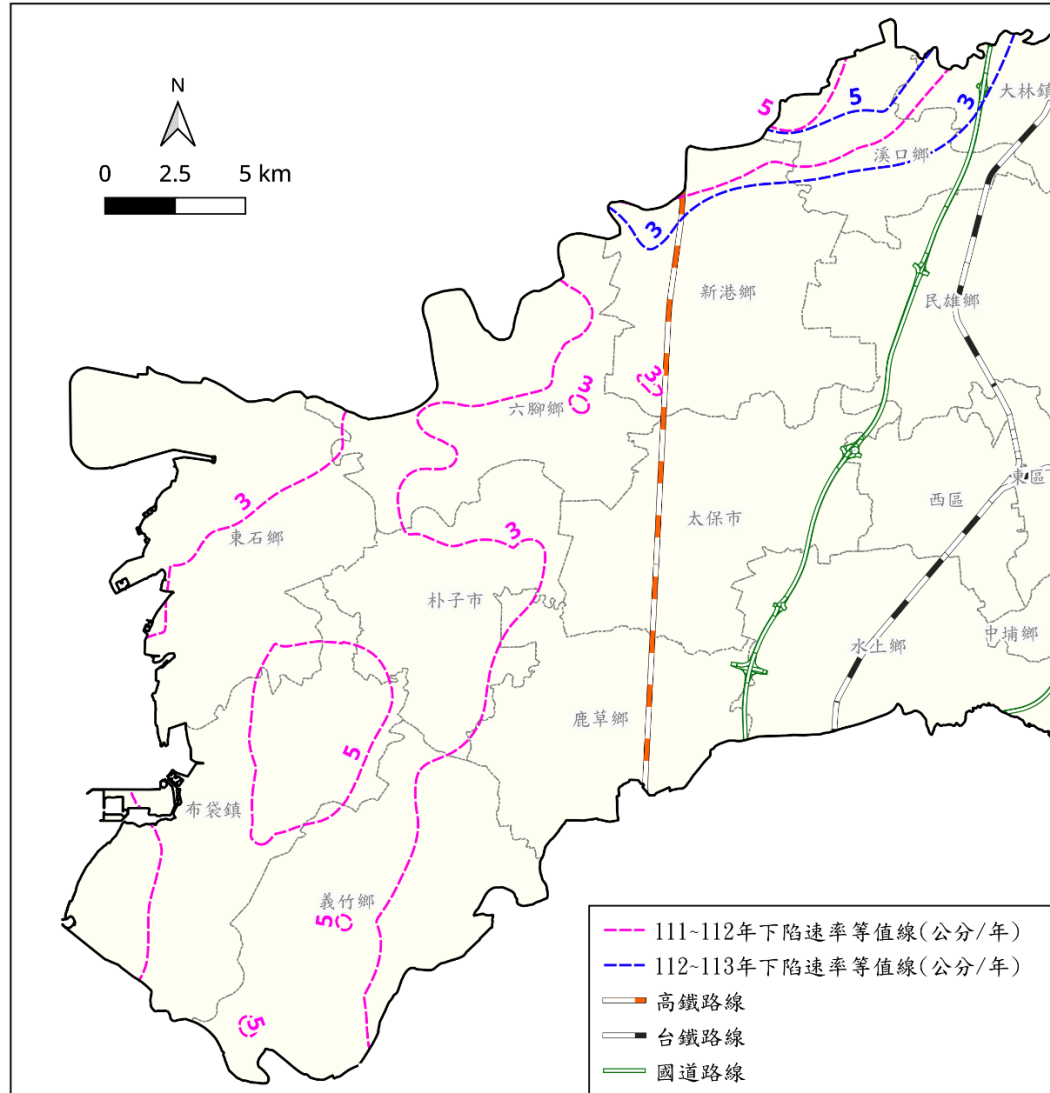 N
0 2.5 5 km
大林鎮
5
5
3
溪口鄉
3
新港鄉
民雄鄉
3
3
六腳鄉
3
東石鄉
3
太保市
西區
東區
朴子市
水上鄉
中埔鄉
鹿草鄉
5
布袋鎮
義竹鄉
5
5
111~112年下陷速率等值線(公分/年)
112~113年下陷速率等值線(公分/年)
高鐵路線
台鐵路線
國道路線